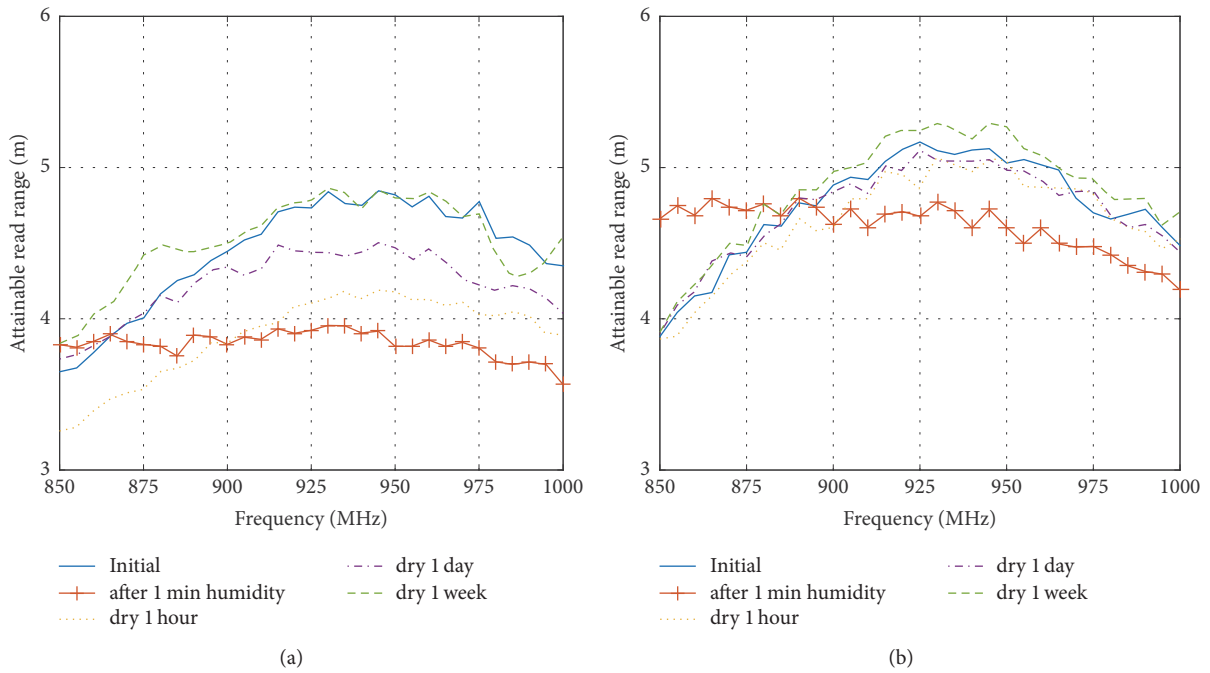 6
5
4
3
Attainable read range (m)
850 875 900 925 950 975 1000
Frequency (MHz)
Initial
after 1 min humidity
dry 1 hour
dry 1 day
dry 1 week
(a)
6
5
4
3
Attainable read range (m)
850 875 900 925 950 975 1000
Frequency (MHz)
Initial
after 1 min humidity
dry 1 hour
dry 1 day
dry 1 week
(b)